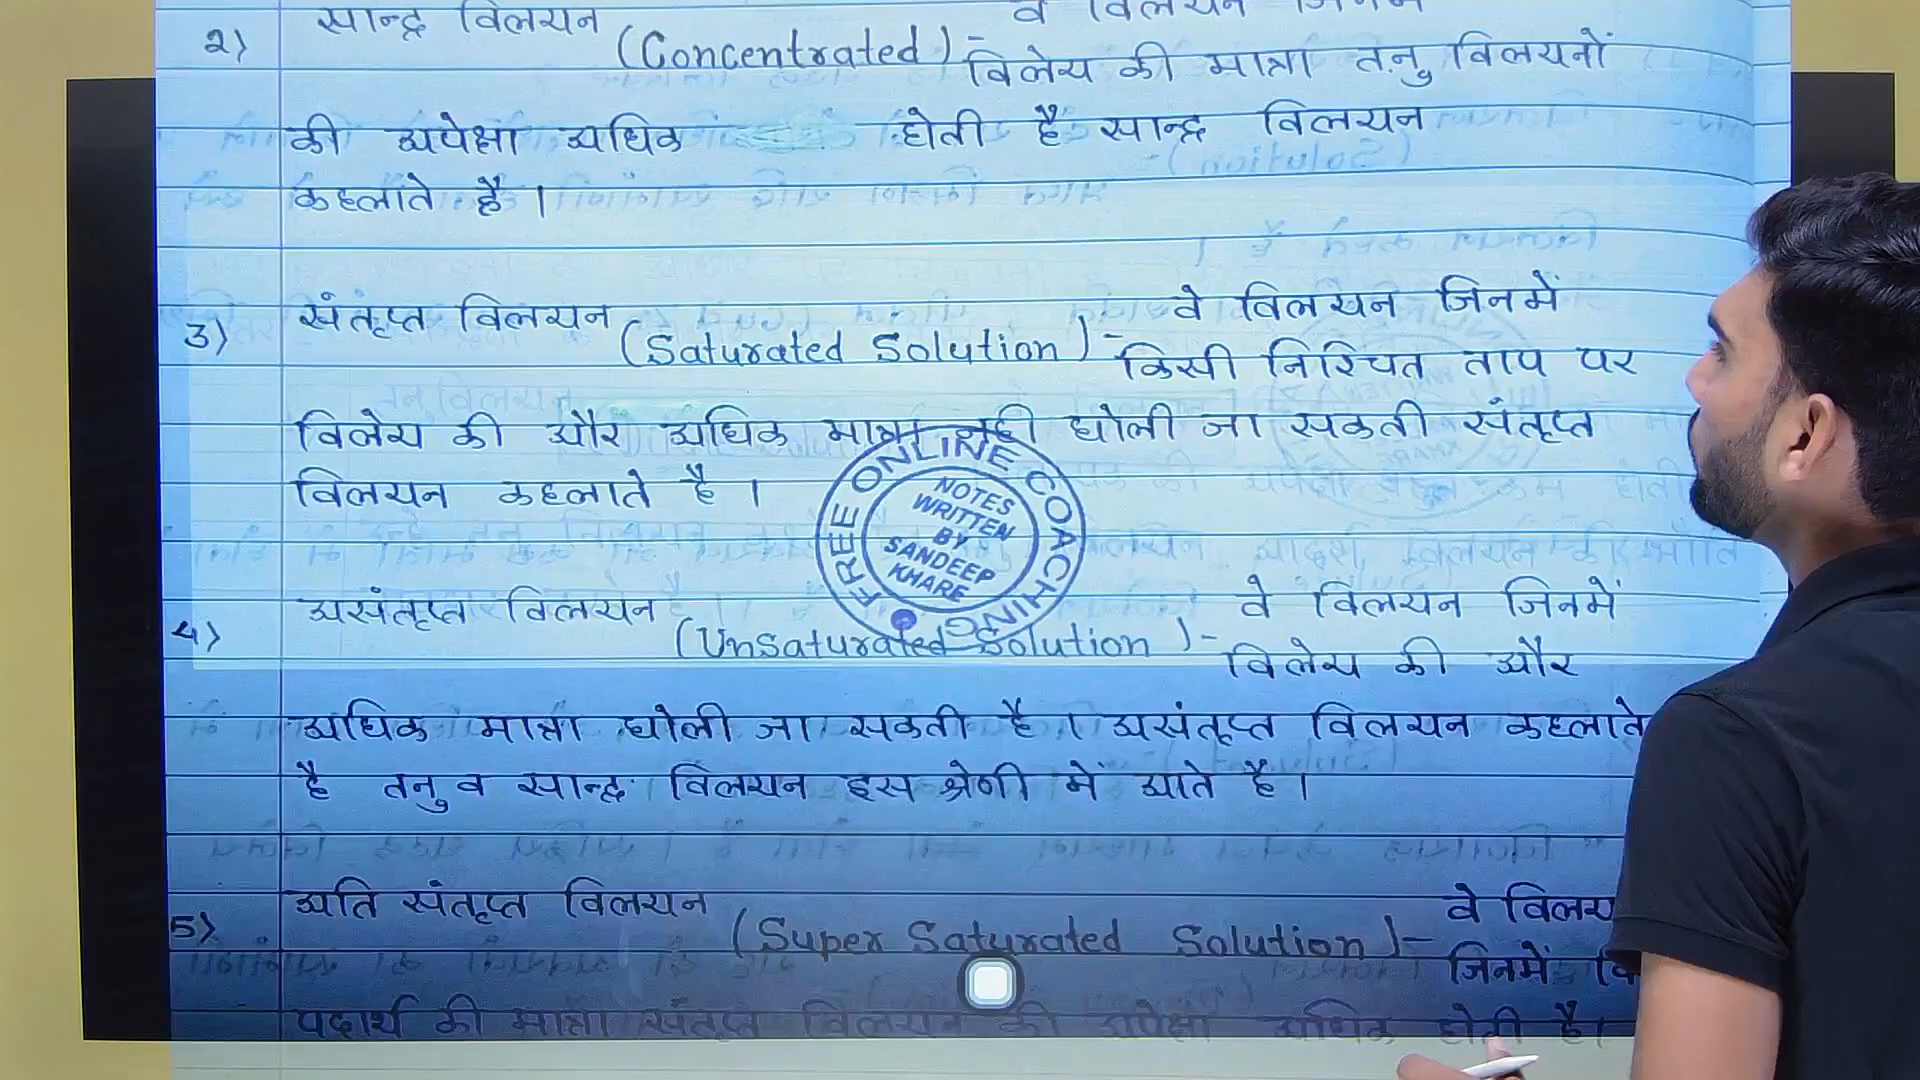 2) सान्द्र विलयन (Concentrated) - वे विलयन जिनमें
विलेय की मात्रा तनु विलयनों
की अपेक्षा अधिक होती है सान्द्र विलयन
कहलाते है ।
3) संतृप्त विलयन (Saturated Solution) - वे विलयन जिनमें
किसी निश्चित ताप पर
विलेय की और अधिक मात्रा नही घोली जा सकती संतृप्त
विलयन कहलाते है ।
FREE ONLINE COACHING
NOTES
WRITTEN
BY
SANDEEP
KHARE
4) असंतृप्त विलयन (UnSaturated Solution) - वे विलयन जिनमें
विलेय की और
अधिक मात्रा घोली जा सकती है । असंतृप्त विलयन कहलाते
है तनु व सान्द्र विलयन इस श्रेणी में आते है ।
5) अति संतृप्त विलयन (Super Saturated Solution) - वे
जिनमें
पदार्थ की मात्रा संतृप्त विलयन की अपेक्षा अधिक होती है।